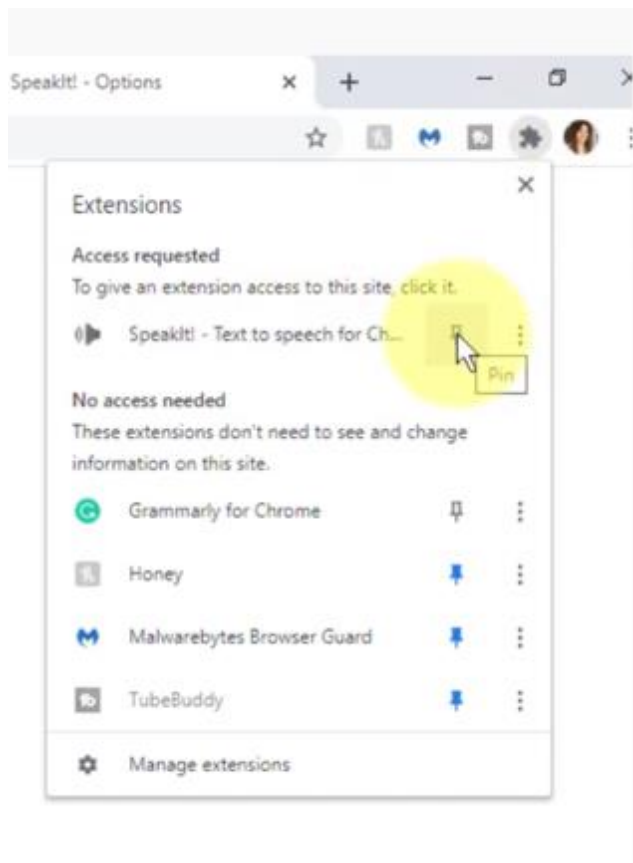 SpeakIt! - Options
Extensions
Access requested
To give an extension access to this site, click it.
SpeakIt! - Text to speech for Ch...
Pin
No access needed
These extensions don't need to see and change
information on this site.
Grammarly for Chrome
Honey
Malwarebytes Browser Guard
TubeBuddy
Manage extensions